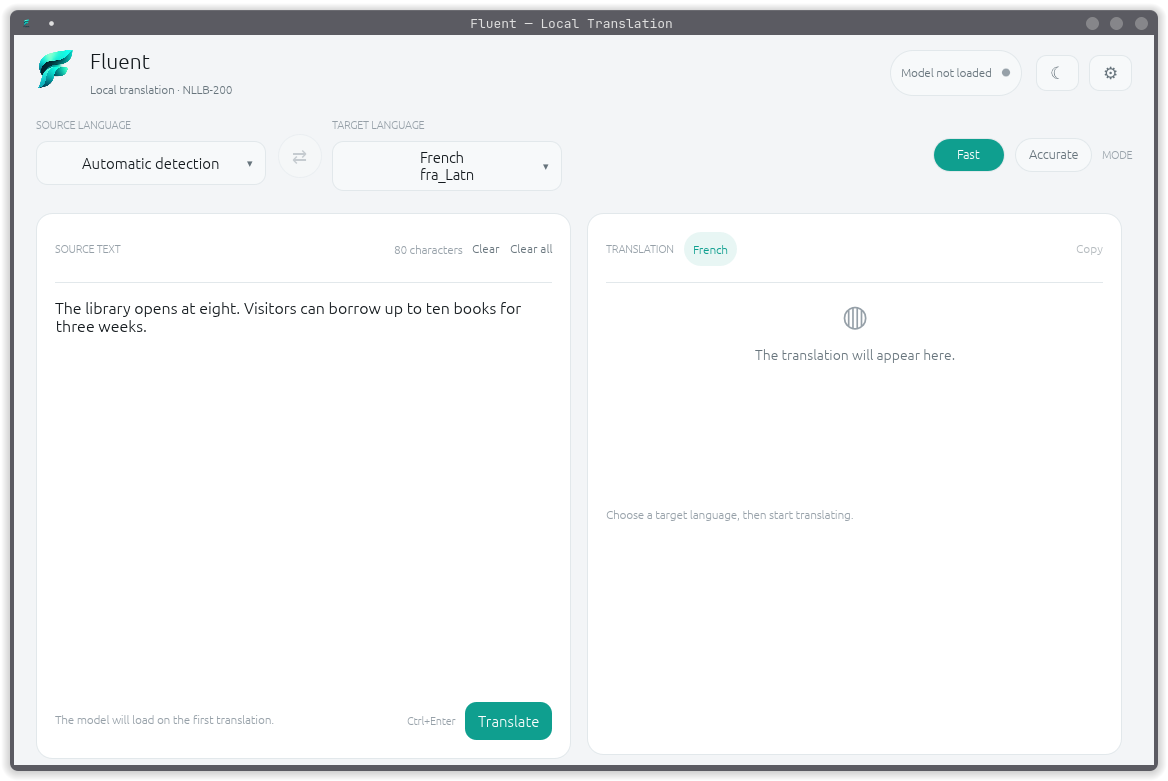 Fluent — Local Translation
Fluent
Local translation · NLLB-200
Model not loaded
SOURCE LANGUAGE
Automatic detection
TARGET LANGUAGE
French
fra_Latn
Fast
Accurate
MODE
SOURCE TEXT
80 characters
Clear
Clear all
The library opens at eight. Visitors can borrow up to ten books for
three weeks.
The model will load on the first translation.
Ctrl+Enter
Translate
TRANSLATION
French
Copy
The translation will appear here.
Choose a target language, then start translating.